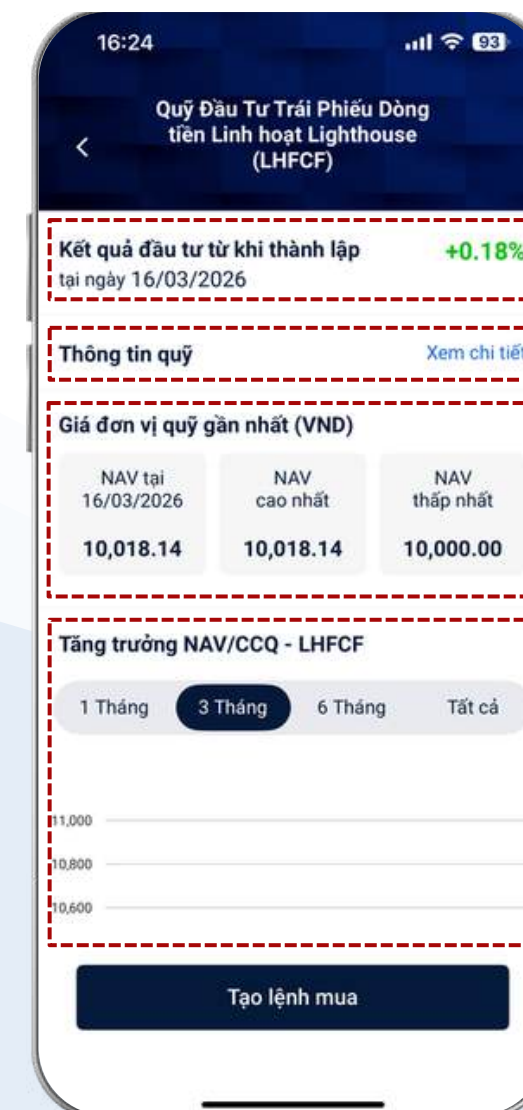 16:24
93
Quỹ Đầu Tư Trái Phiếu Dòng
tiền Linh hoạt Lighthouse
(LHFCF)
Kết quả đầu tư từ khi thành lập +0.18%
tại ngày 16/03/2026
Thông tin quỹ Xem chi tiết
Giá đơn vị quỹ gần nhất (VND)
NAV tại NAV NAV
16/03/2026 cao nhất thấp nhất
10,018.14 10,018.14 10,000.00
Tăng trưởng NAV/CCQ - LHFCF
1 Tháng 3 Tháng 6 Tháng Tất cả
11,000
10,800
10,600
Tạo lệnh mua